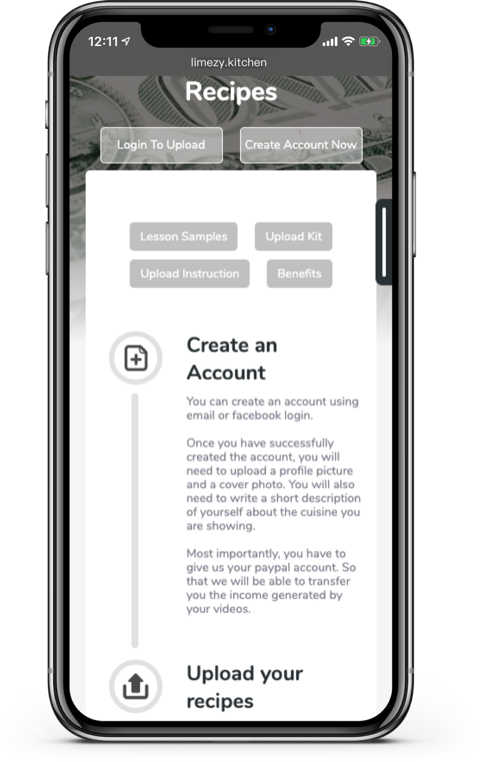 12:11
limezy.kitchen
Recipes
Login To Upload
Create Account Now
Lesson Samples
Upload Kit
Upload Instruction
Benefits
Create an
Account
You can create an account using
email or facebook login.
Once you have successfully
created the account, you will
need to upload a profile picture
and a cover photo. You will also
need to write a short description
of yourself about the cuisine you
are showing.
Most importantly, you have to
give us your paypal account. So
that we will be able to transfer
you the income generated by
your videos.
Upload your
recipes